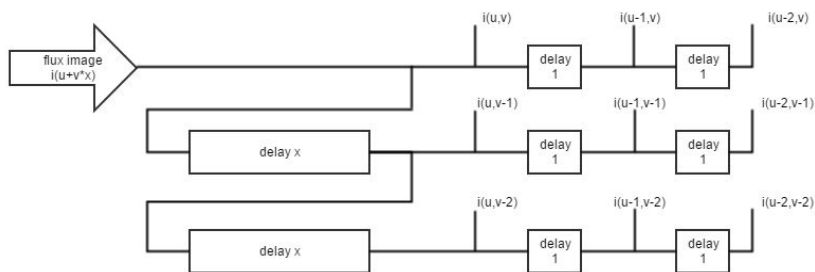 i(u,v)
i(u-1,v)
i(u-2,v)
flux image
i(u+v*x)
delay
1
delay
1
i(u,v-1)
i(u-1,v-1)
i(u-2,v-1)
delay x
delay
1
delay
1
i(u,v-2)
i(u-1,v-2)
i(u-2,v-2)
delay x
delay
1
delay
1